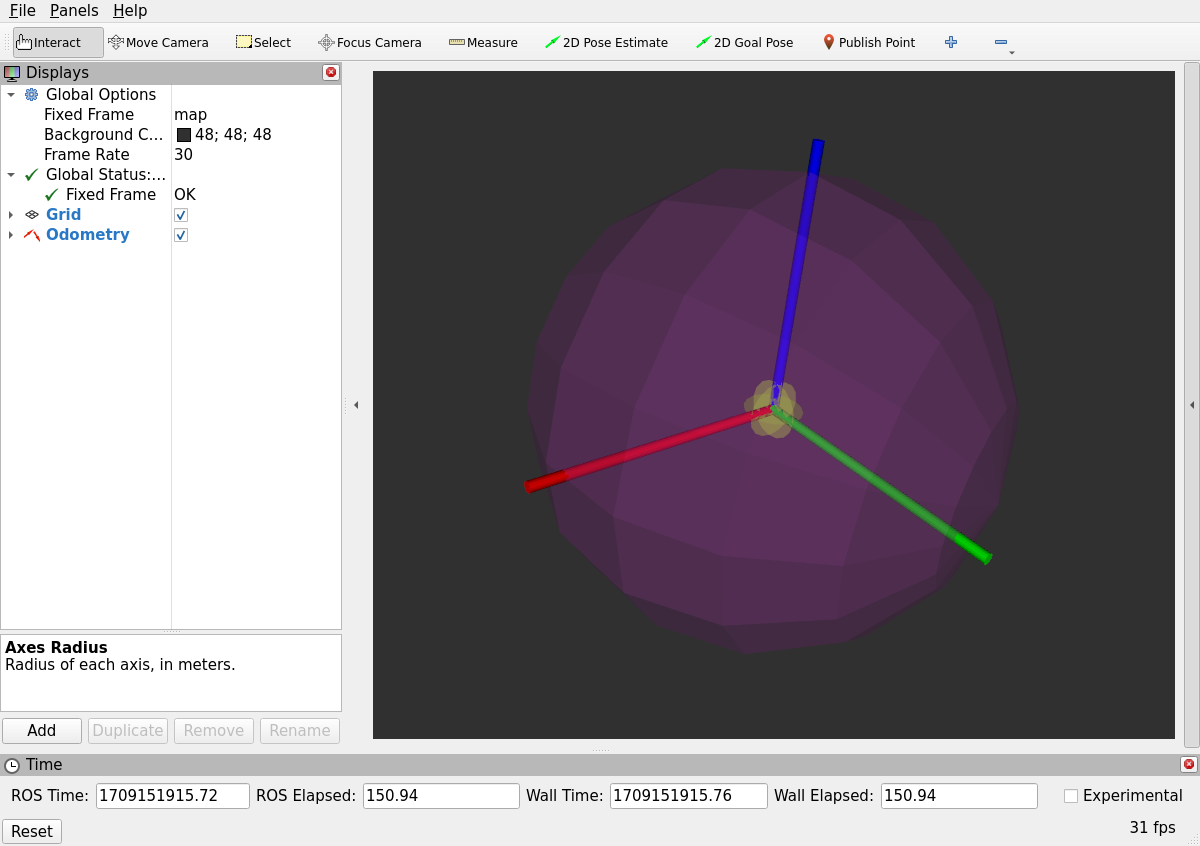 File Panels Help
Interact Move Camera Select Focus Camera Measure 2D Pose Estimate 2D Goal Pose Publish Point
Displays
Global Options
Fixed Frame map
Background C... 48; 48; 48
Frame Rate 30
Global Status:...
Fixed Frame OK
Grid
Odometry
Axes Radius
Radius of each axis, in meters.
Add Duplicate Remove Rename
Time
ROS Time: 1709151915.72 ROS Elapsed: 150.94 Wall Time: 1709151915.76 Wall Elapsed: 150.94 Experimental
Reset 31 fps